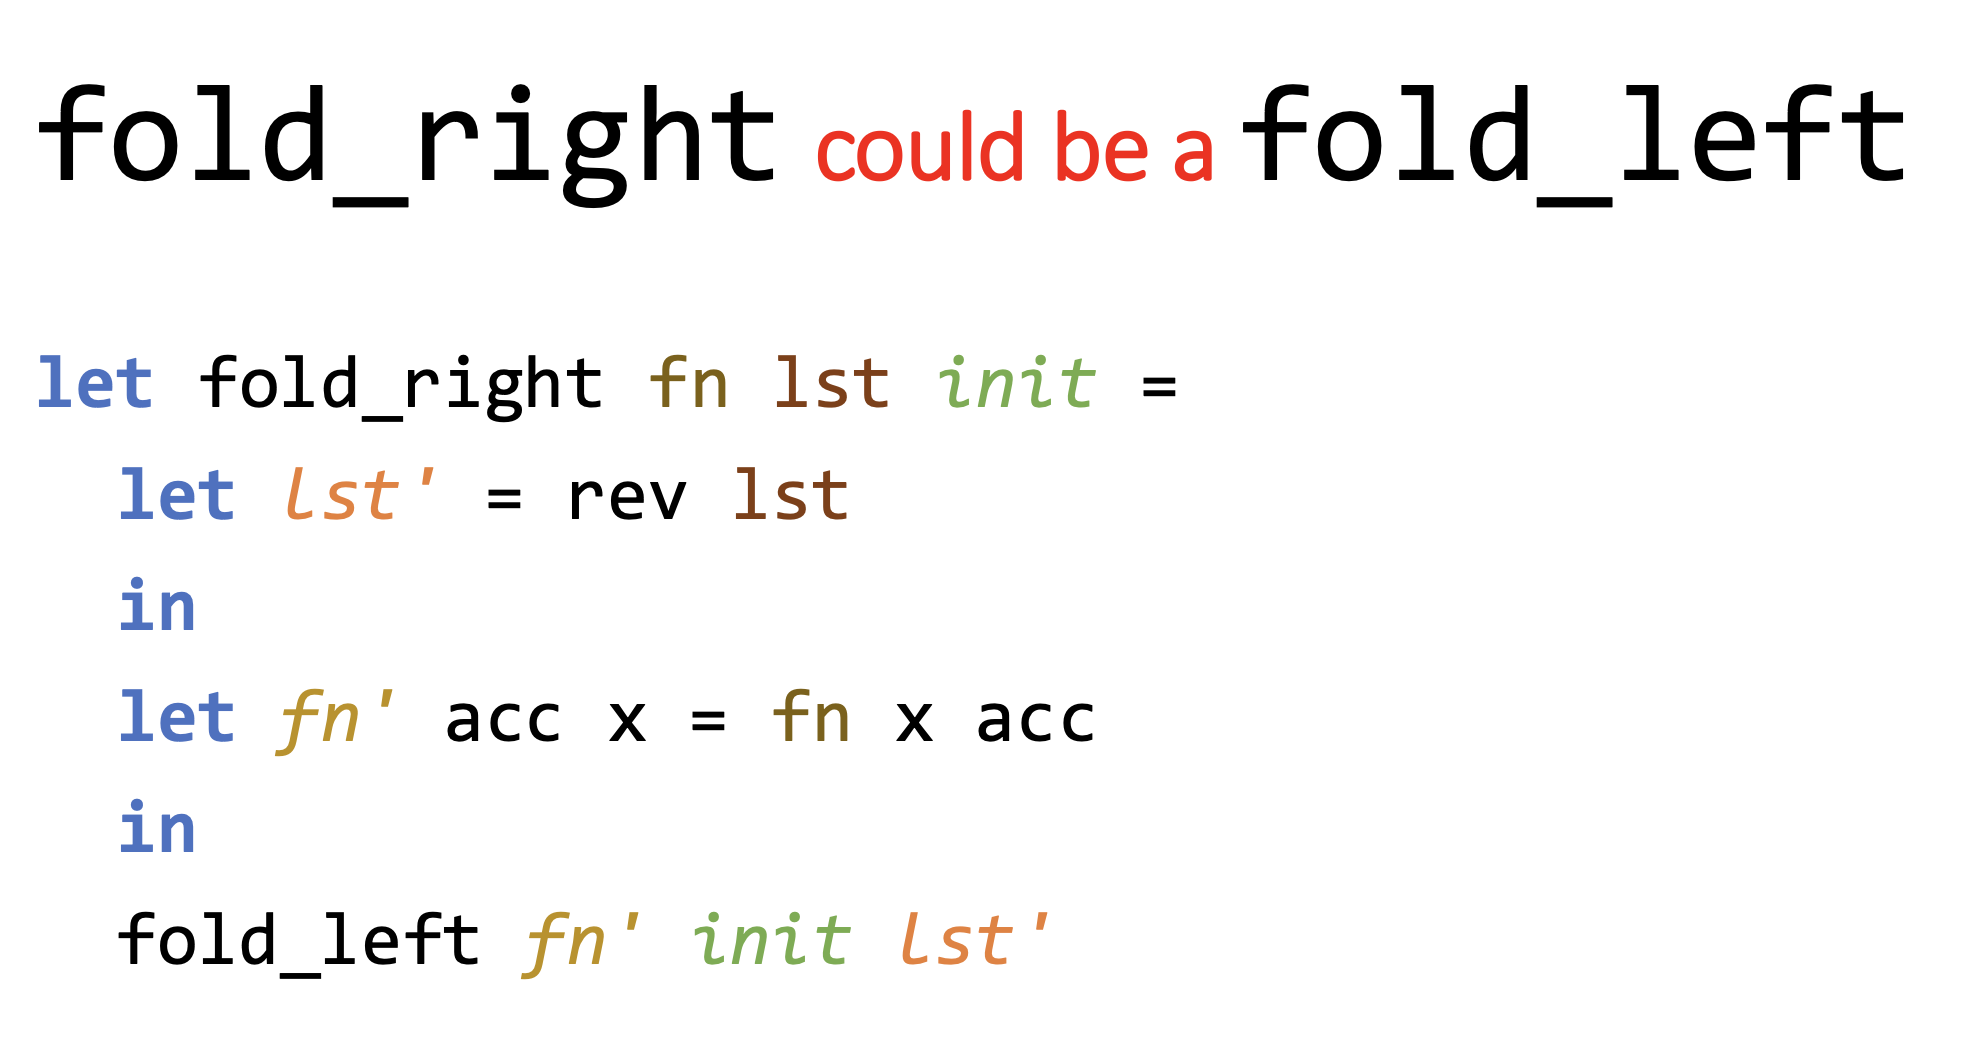 fold_right could be a fold_left
let fold_right fn lst init =
let lst' = rev lst
in
let fn' acc x = fn x acc
in
fold_left fn' init lst'